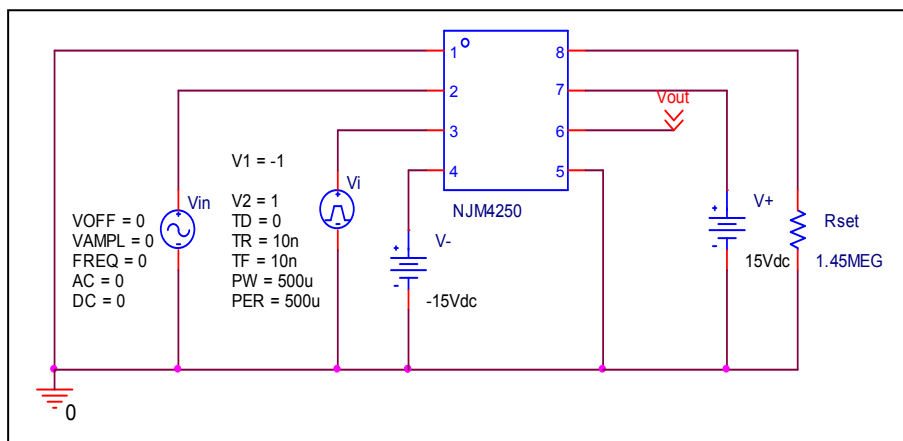 1
2
3
4
8
7
6
5
NJM4250
Vout
Vin
VOFF = 0
VAMPL = 0
FREQ = 0
AC = 0
DC = 0
V1 = -1
Vi
V2 = 1
TD = 0
TR = 10n
TF = 10n
PW = 500u
PER = 500u
V-
-15Vdc
V+
15Vdc
Rset
1.45MEG
0